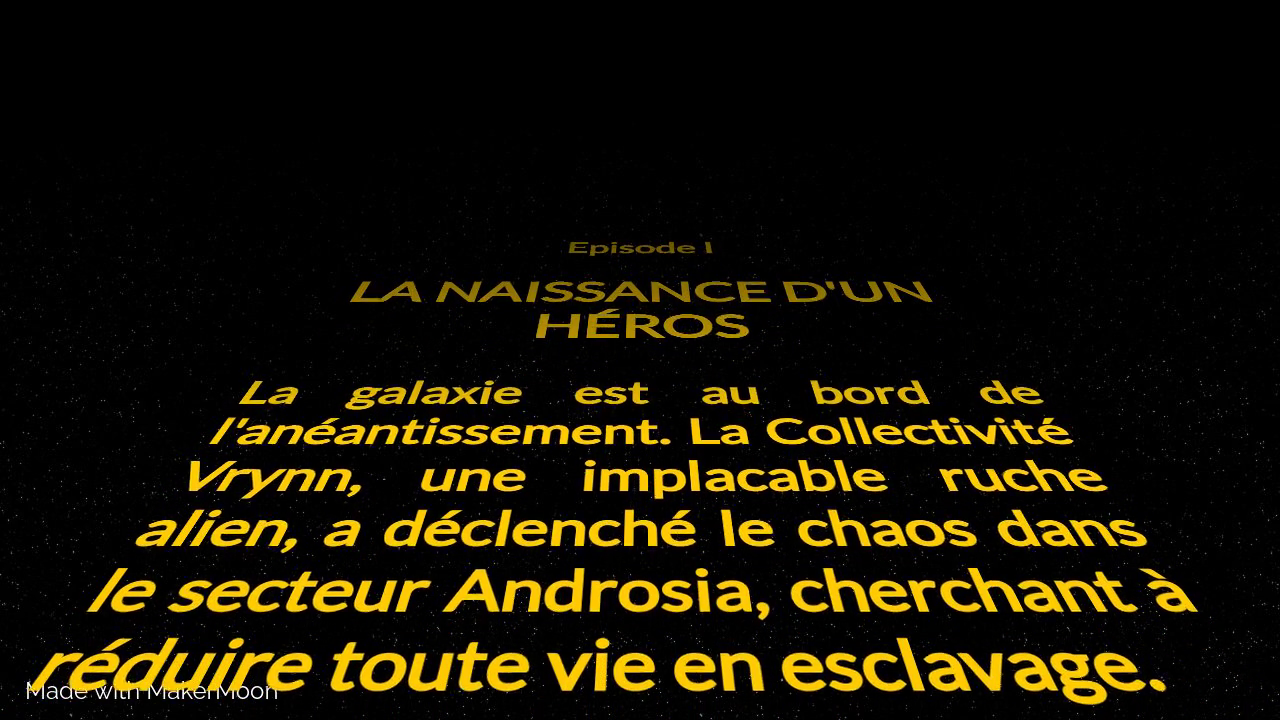 Episode I
LA NAISSANCE D'UN
HÉROS
La galaxie est au bord de
l'anéantissement. La Collectivité
Vrynn, une implacable ruche
alien, a déclenché le chaos dans
le secteur Androsia, cherchant à
réduire toute vie en esclavage.
Made with MakerMoon